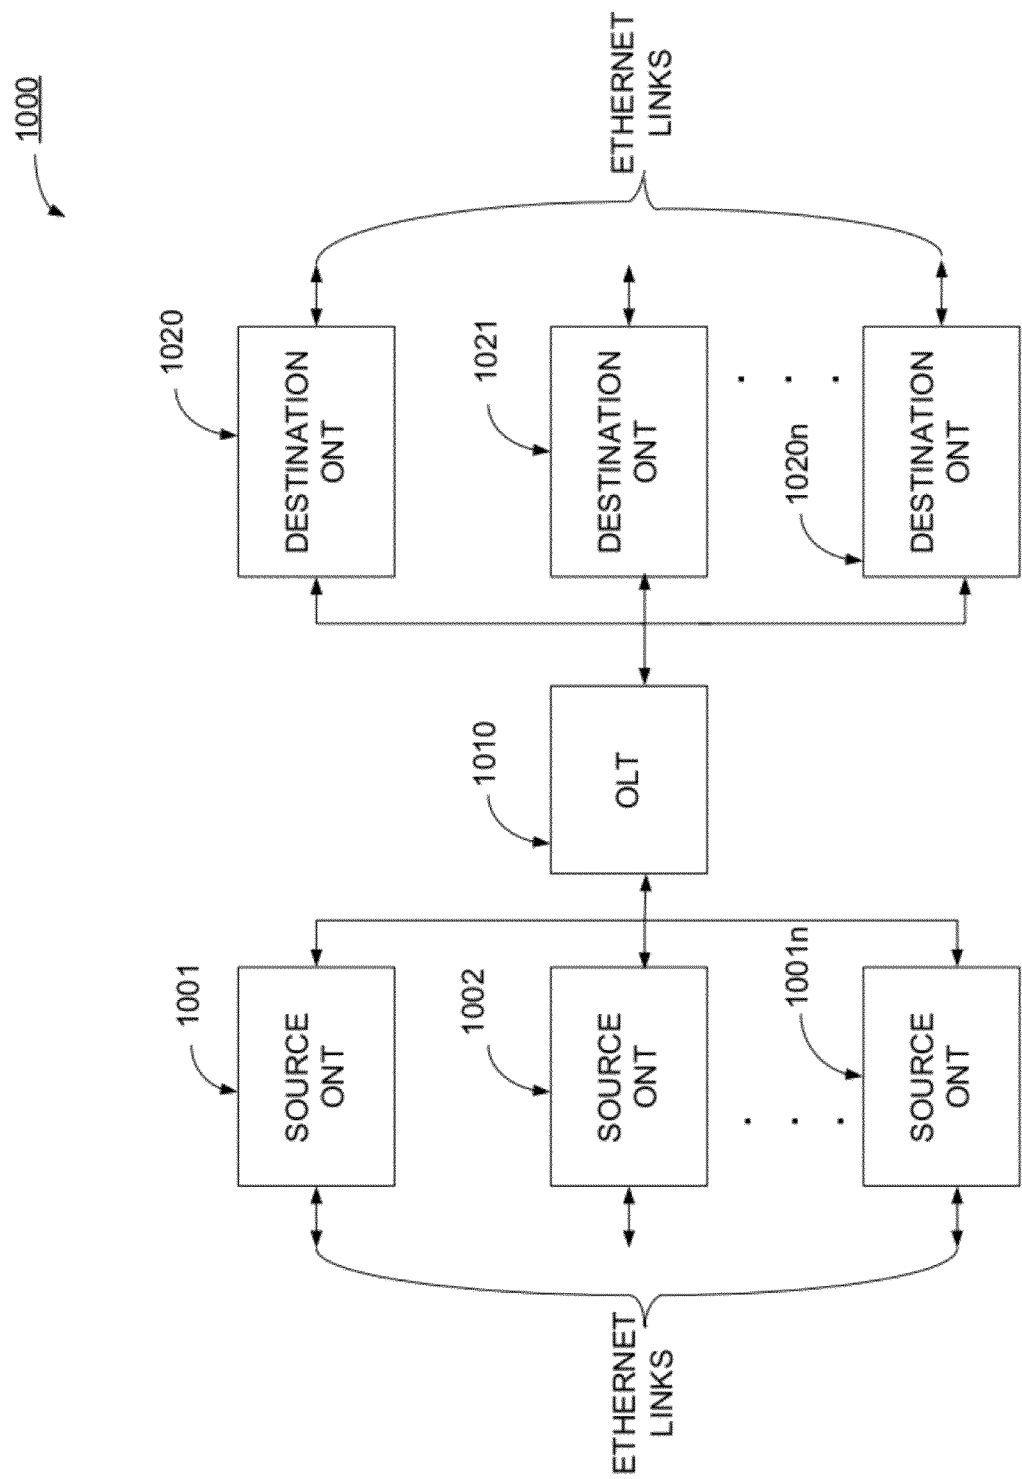 1000
ETHERNET
LINKS
1001
SOURCE
ONT
1002
SOURCE
ONT
1001n
SOURCE
ONT
. . .
1010
OLT
1020
DESTINATION
ONT
1021
DESTINATION
ONT
1020n
DESTINATION
ONT
. . .
ETHERNET
LINKS